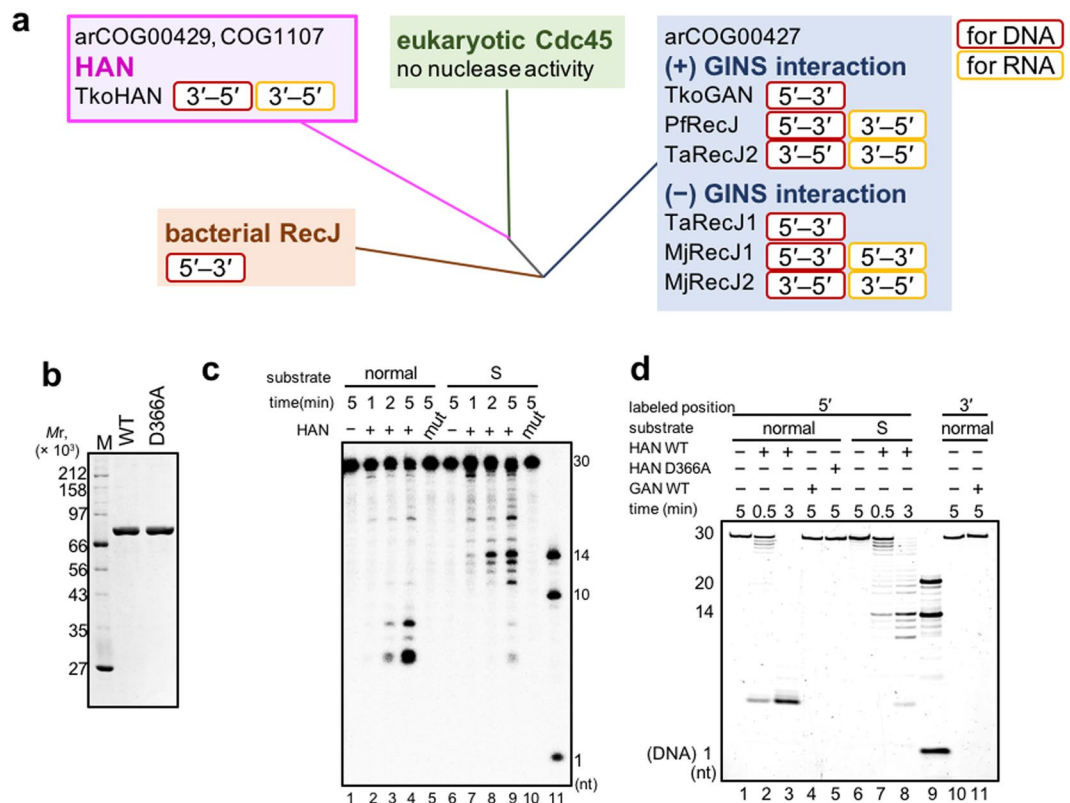 a
arCOG00429, COG1107
HAN
TkoHAN 3′–5′ 3′–5′
eukaryotic Cdc45
no nuclease activity
bacterial RecJ
5′–3′
arCOG00427
(+) GINS interaction
TkoGAN 5′–3′
PfRecJ 5′–3′ 3′–5′
TaRecJ2 3′–5′ 3′–5′
(−) GINS interaction
TaRecJ1 5′–3′
MjRecJ1 5′–3′ 5′–3′
MjRecJ2 3′–5′ 3′–5′
for DNA
for RNA
b
Mr,
(× 10³)
M WT D366A
212
158
97
66
56
43
35
27
c
substrate normal S
time(min) 5 1 2 5 5 5 1 2 5 5
HAN − + + + mut − + + + mut
30
14
10
1
(nt)
1 2 3 4 5 6 7 8 9 10 11
d
labeled position 5′ 3′
substrate normal S normal
HAN WT − + + − − − + + − −
HAN D366A − − − − + − − − − −
GAN WT − − − + − − − − − +
time (min) 5 0.5 3 5 5 5 0.5 3 5 5
30
20
14
(DNA) 1
(nt)
1 2 3 4 5 6 7 8 9 10 11